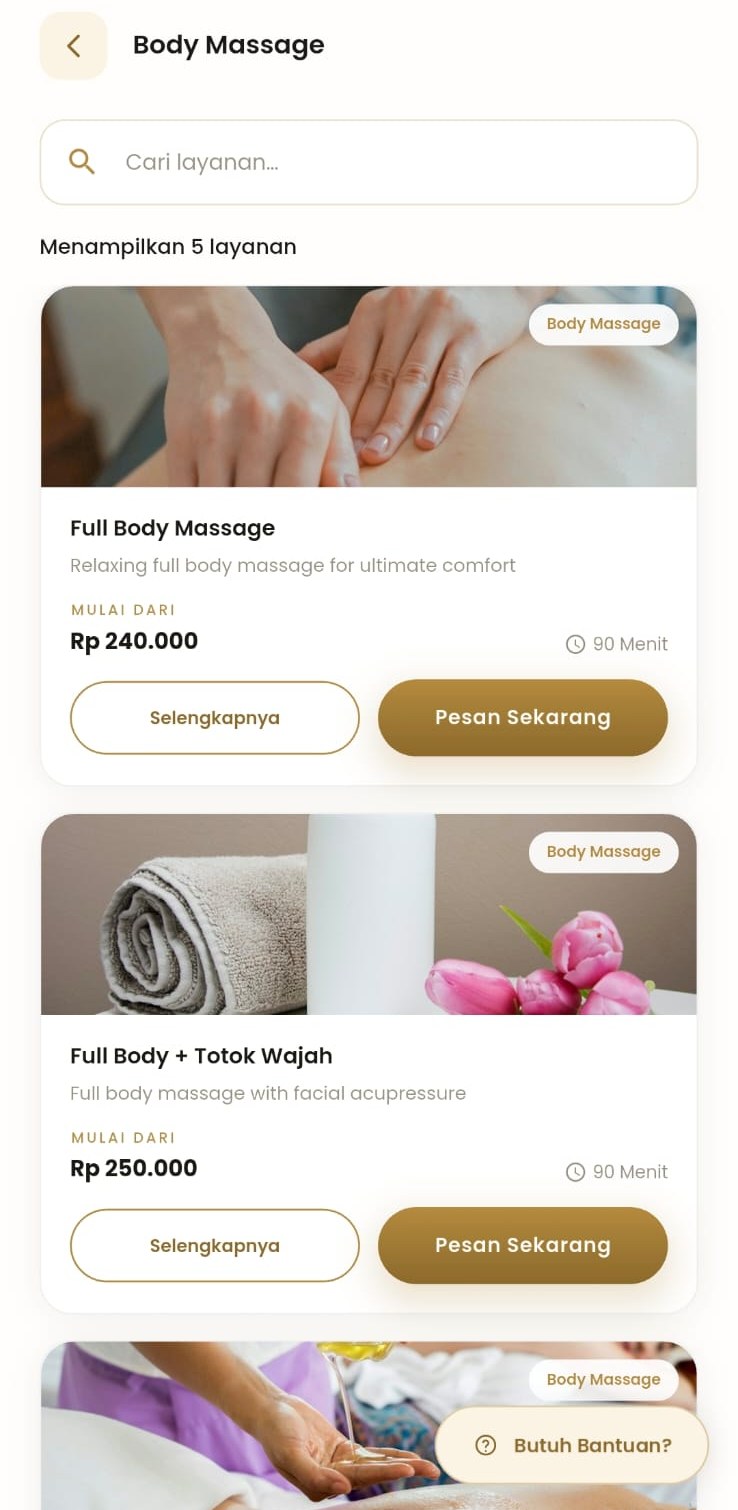 Body Massage
Cari layanan...
Menampilkan 5 layanan
Body Massage
Full Body Massage
Relaxing full body massage for ultimate comfort
MULAI DARI
Rp 240.000
90 Menit
Selengkapnya
Pesan Sekarang
Body Massage
Full Body + Totok Wajah
Full body massage with facial acupressure
MULAI DARI
Rp 250.000
90 Menit
Selengkapnya
Pesan Sekarang
Body Massage
Butuh Bantuan?